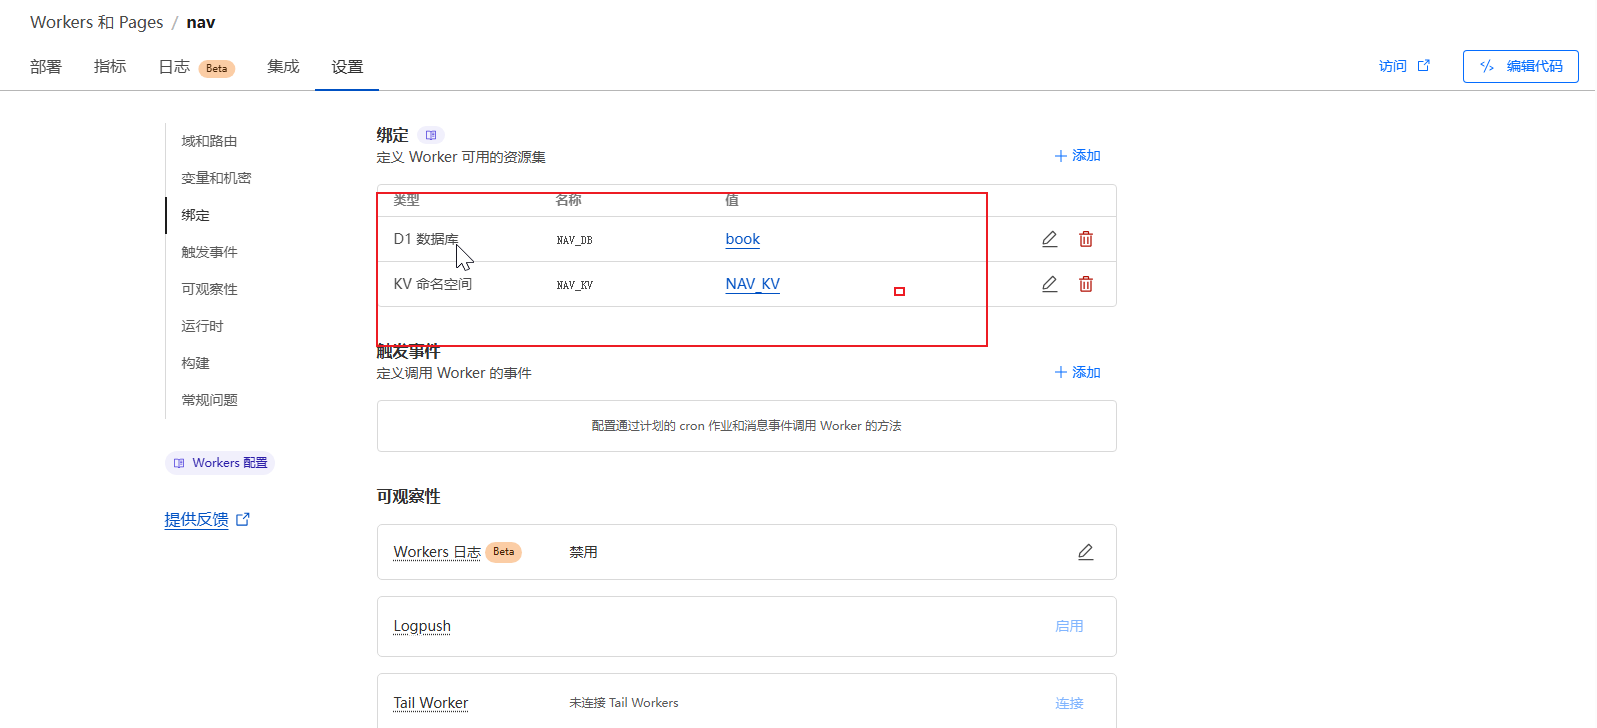 Workers 和 Pages / nav
部署 指标 日志 Beta 集成 设置 访问 编辑代码
域和路由
变量和机密
绑定
触发事件
可观察性
运行时
构建
常规问题
Workers 配置
提供反馈
绑定
定义 Worker 可用的资源集 + 添加
类型 名称 值
D1 数据库 NAV_DB book
KV 命名空间 NAV_KV NAV_KV
触发事件
定义调用 Worker 的事件 + 添加
配置通过计划的 cron 作业和消息事件调用 Worker 的方法
可观察性
Workers 日志 Beta 禁用
Logpush 启用
Tail Worker 未连接 Tail Workers 连接